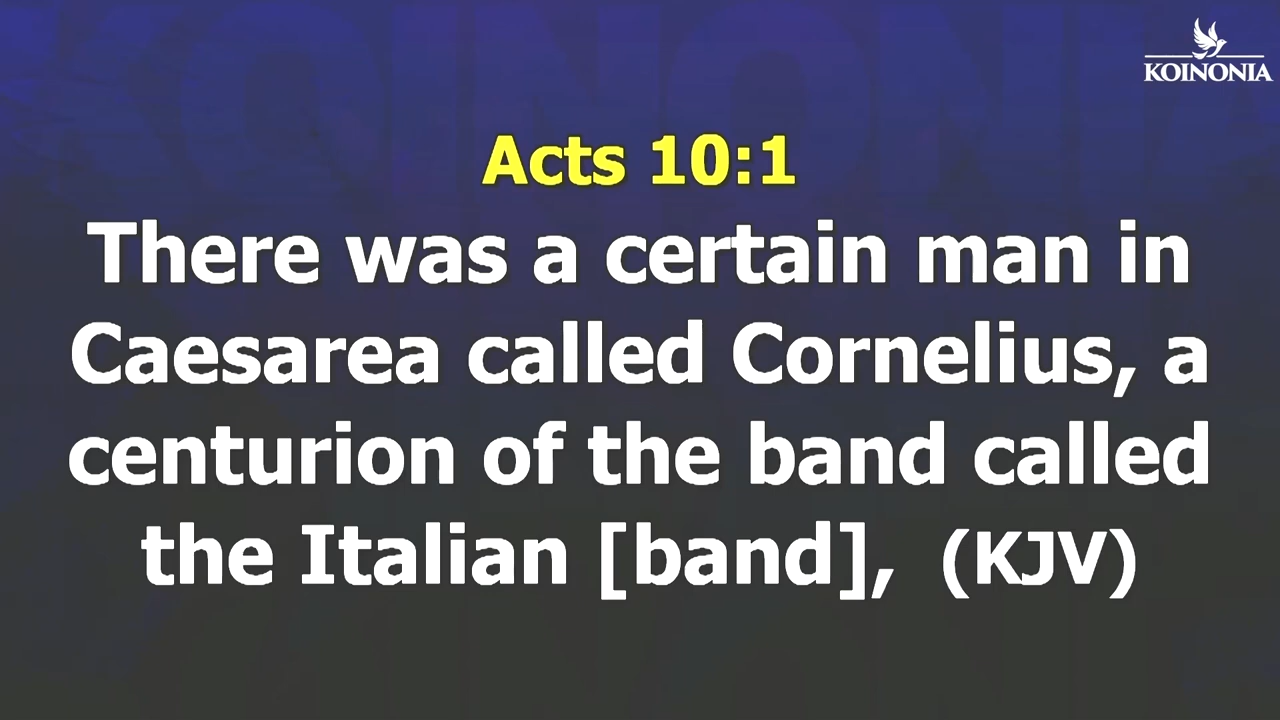 KOINONIA
Acts 10:1
There was a certain man in
Caesarea called Cornelius, a
centurion of the band called
the Italian [band], (KJV)